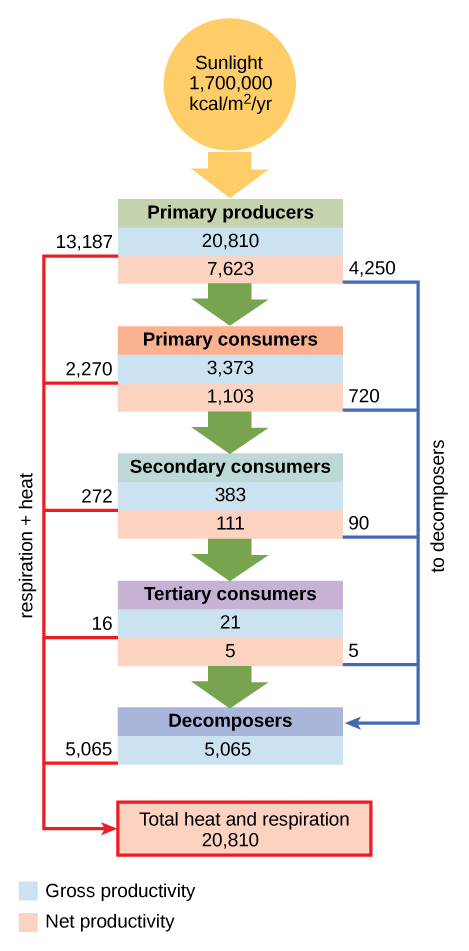 Sunlight
1,700,000
kcal/m²/yr
Primary producers
13,187
20,810
7,623
4,250
Primary consumers
2,270
3,373
1,103
720
Secondary consumers
272
383
111
90
Tertiary consumers
16
21
5
5
respiration + heat
to decomposers
Decomposers
5,065
5,065
Total heat and respiration
20,810
Gross productivity
Net productivity